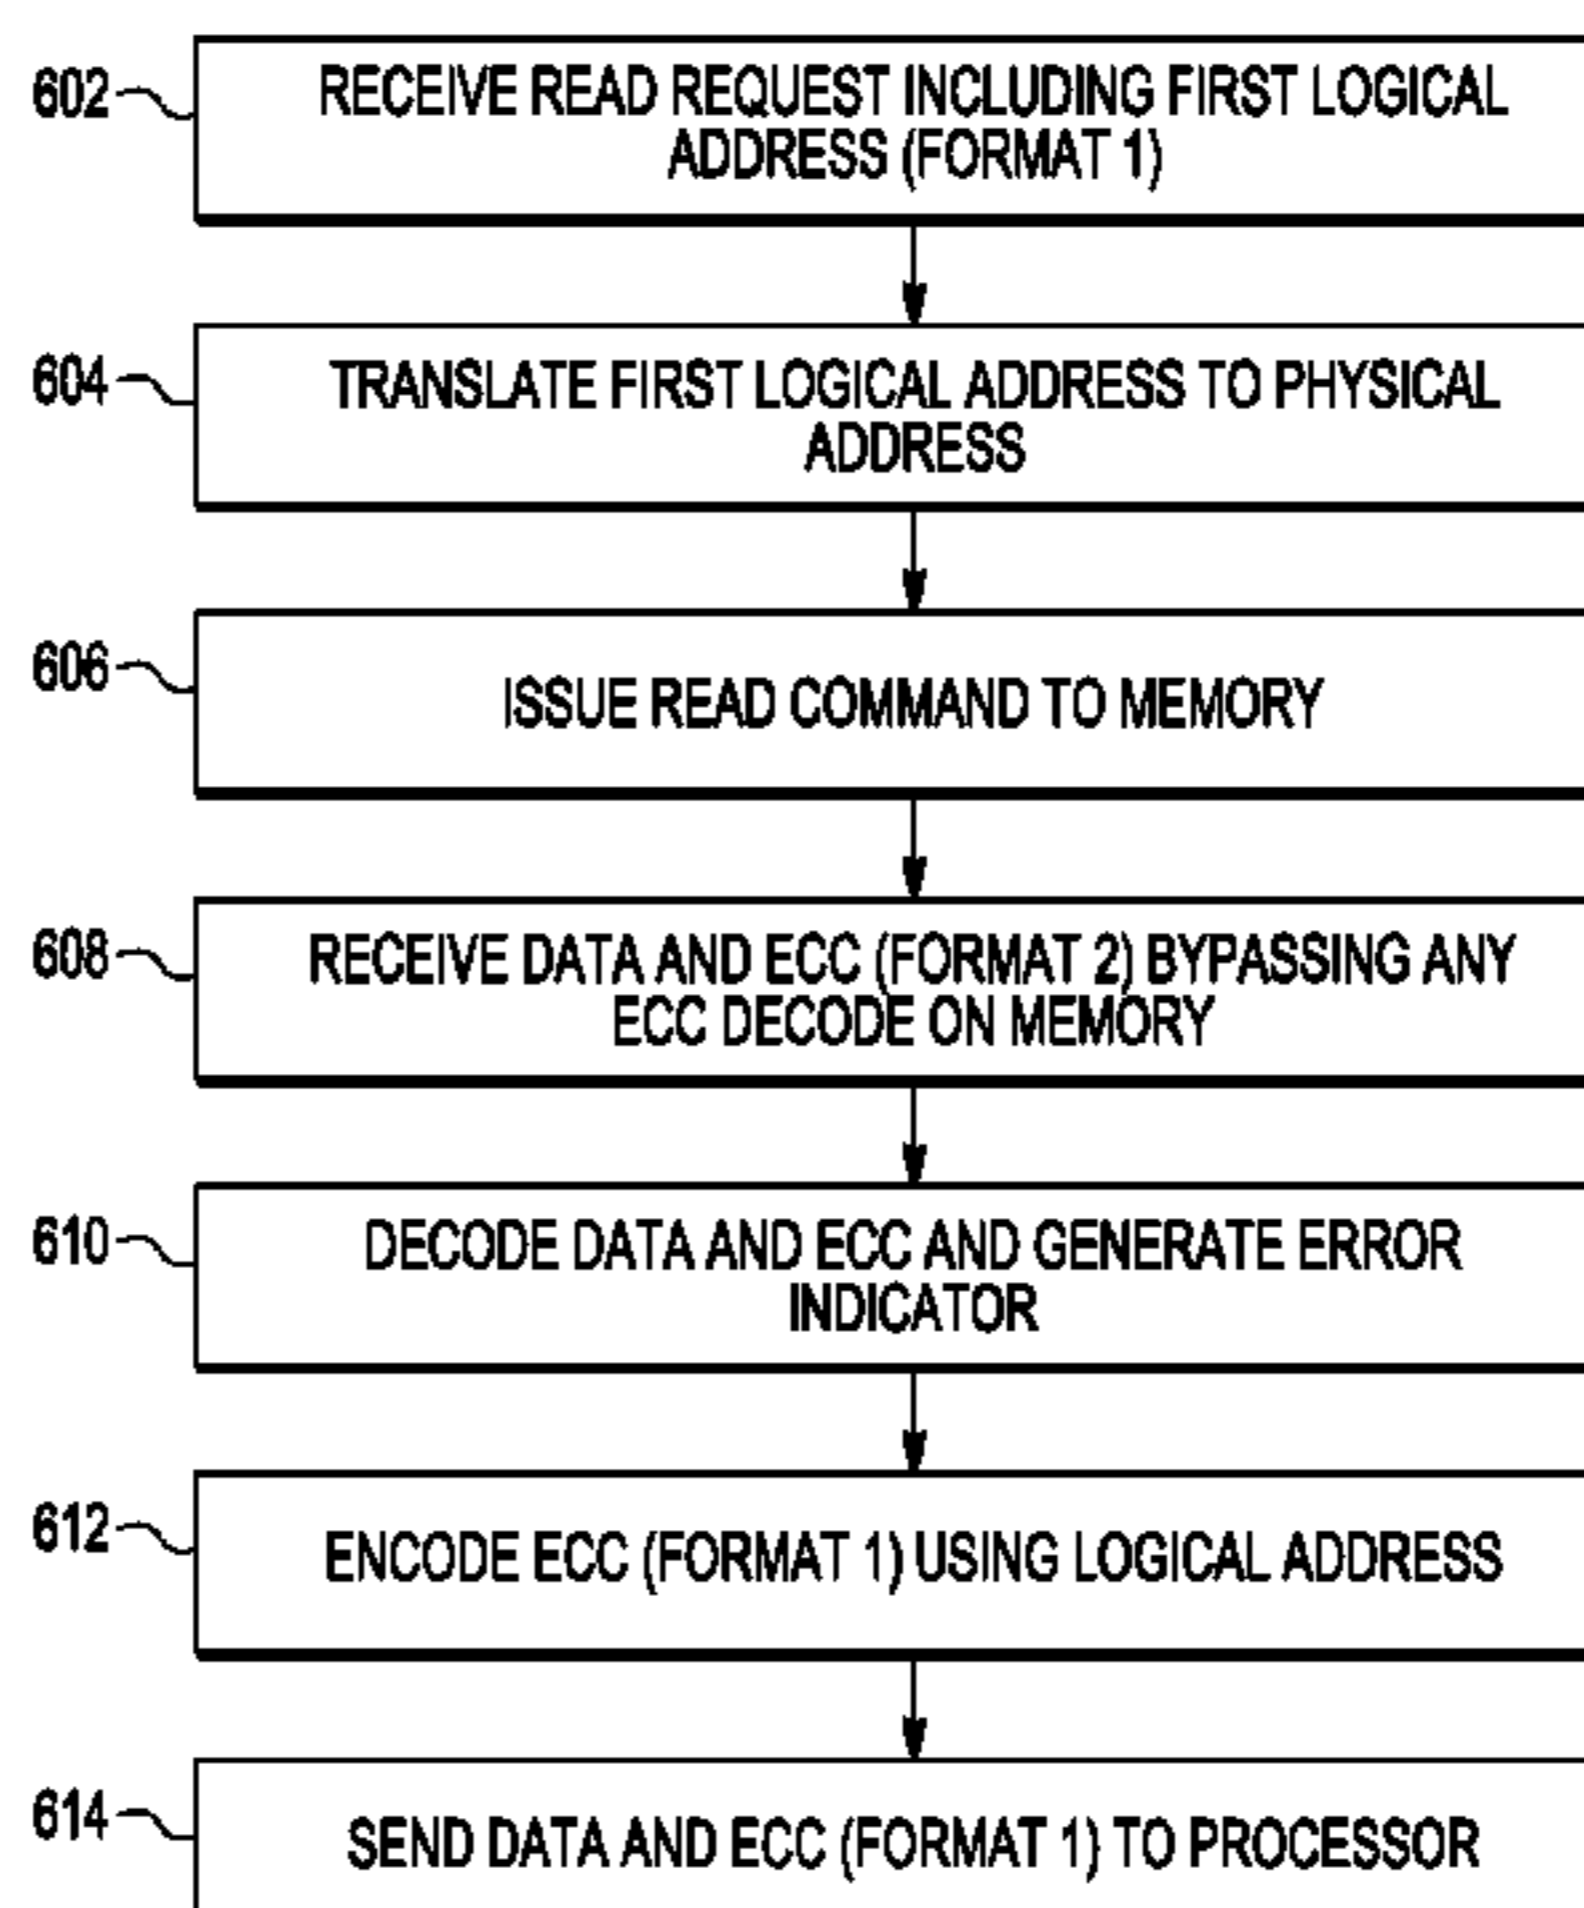 602
RECEIVE READ REQUEST INCLUDING FIRST LOGICAL
ADDRESS (FORMAT 1)
604
TRANSLATE FIRST LOGICAL ADDRESS TO PHYSICAL
ADDRESS
606
ISSUE READ COMMAND TO MEMORY
608
RECEIVE DATA AND ECC (FORMAT 2) BYPASSING ANY
ECC DECODE ON MEMORY
610
DECODE DATA AND ECC AND GENERATE ERROR
INDICATOR
612
ENCODE ECC (FORMAT 1) USING LOGICAL ADDRESS
614
SEND DATA AND ECC (FORMAT 1) TO PROCESSOR